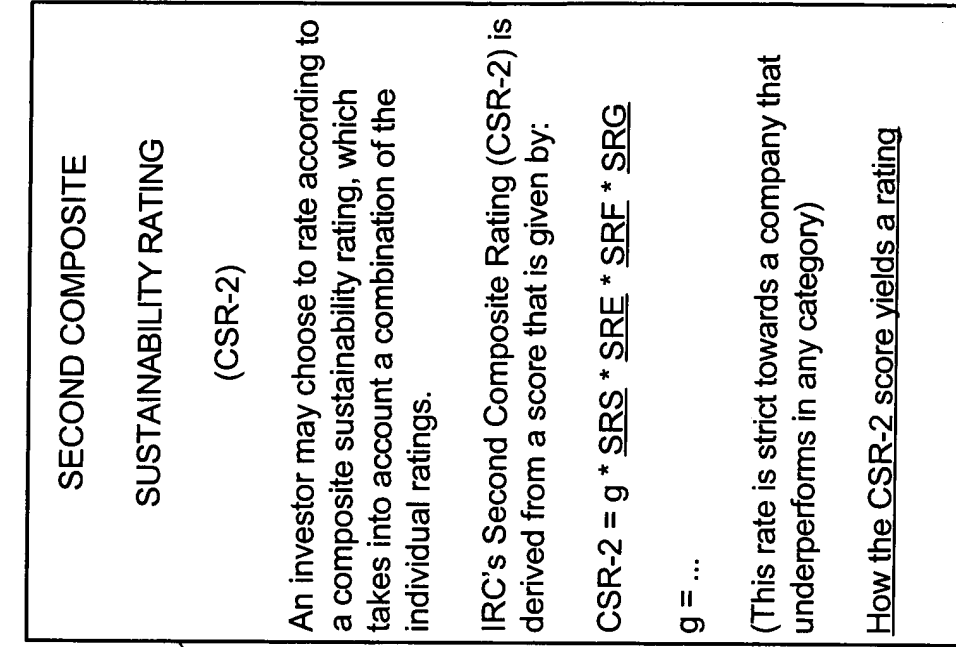 SECOND COMPOSITE
SUSTAINABILITY RATING
(CSR-2)
An investor may choose to rate according to
a composite sustainability rating, which
takes into account a combination of the
individual ratings.
IRC's Second Composite Rating (CSR-2) is
derived from a score that is given by:
CSR-2 = g * SRS * SRE * SRF * SRG
g = ...
(This rate is strict towards a company that
underperforms in any category)
How the CSR-2 score yields a rating